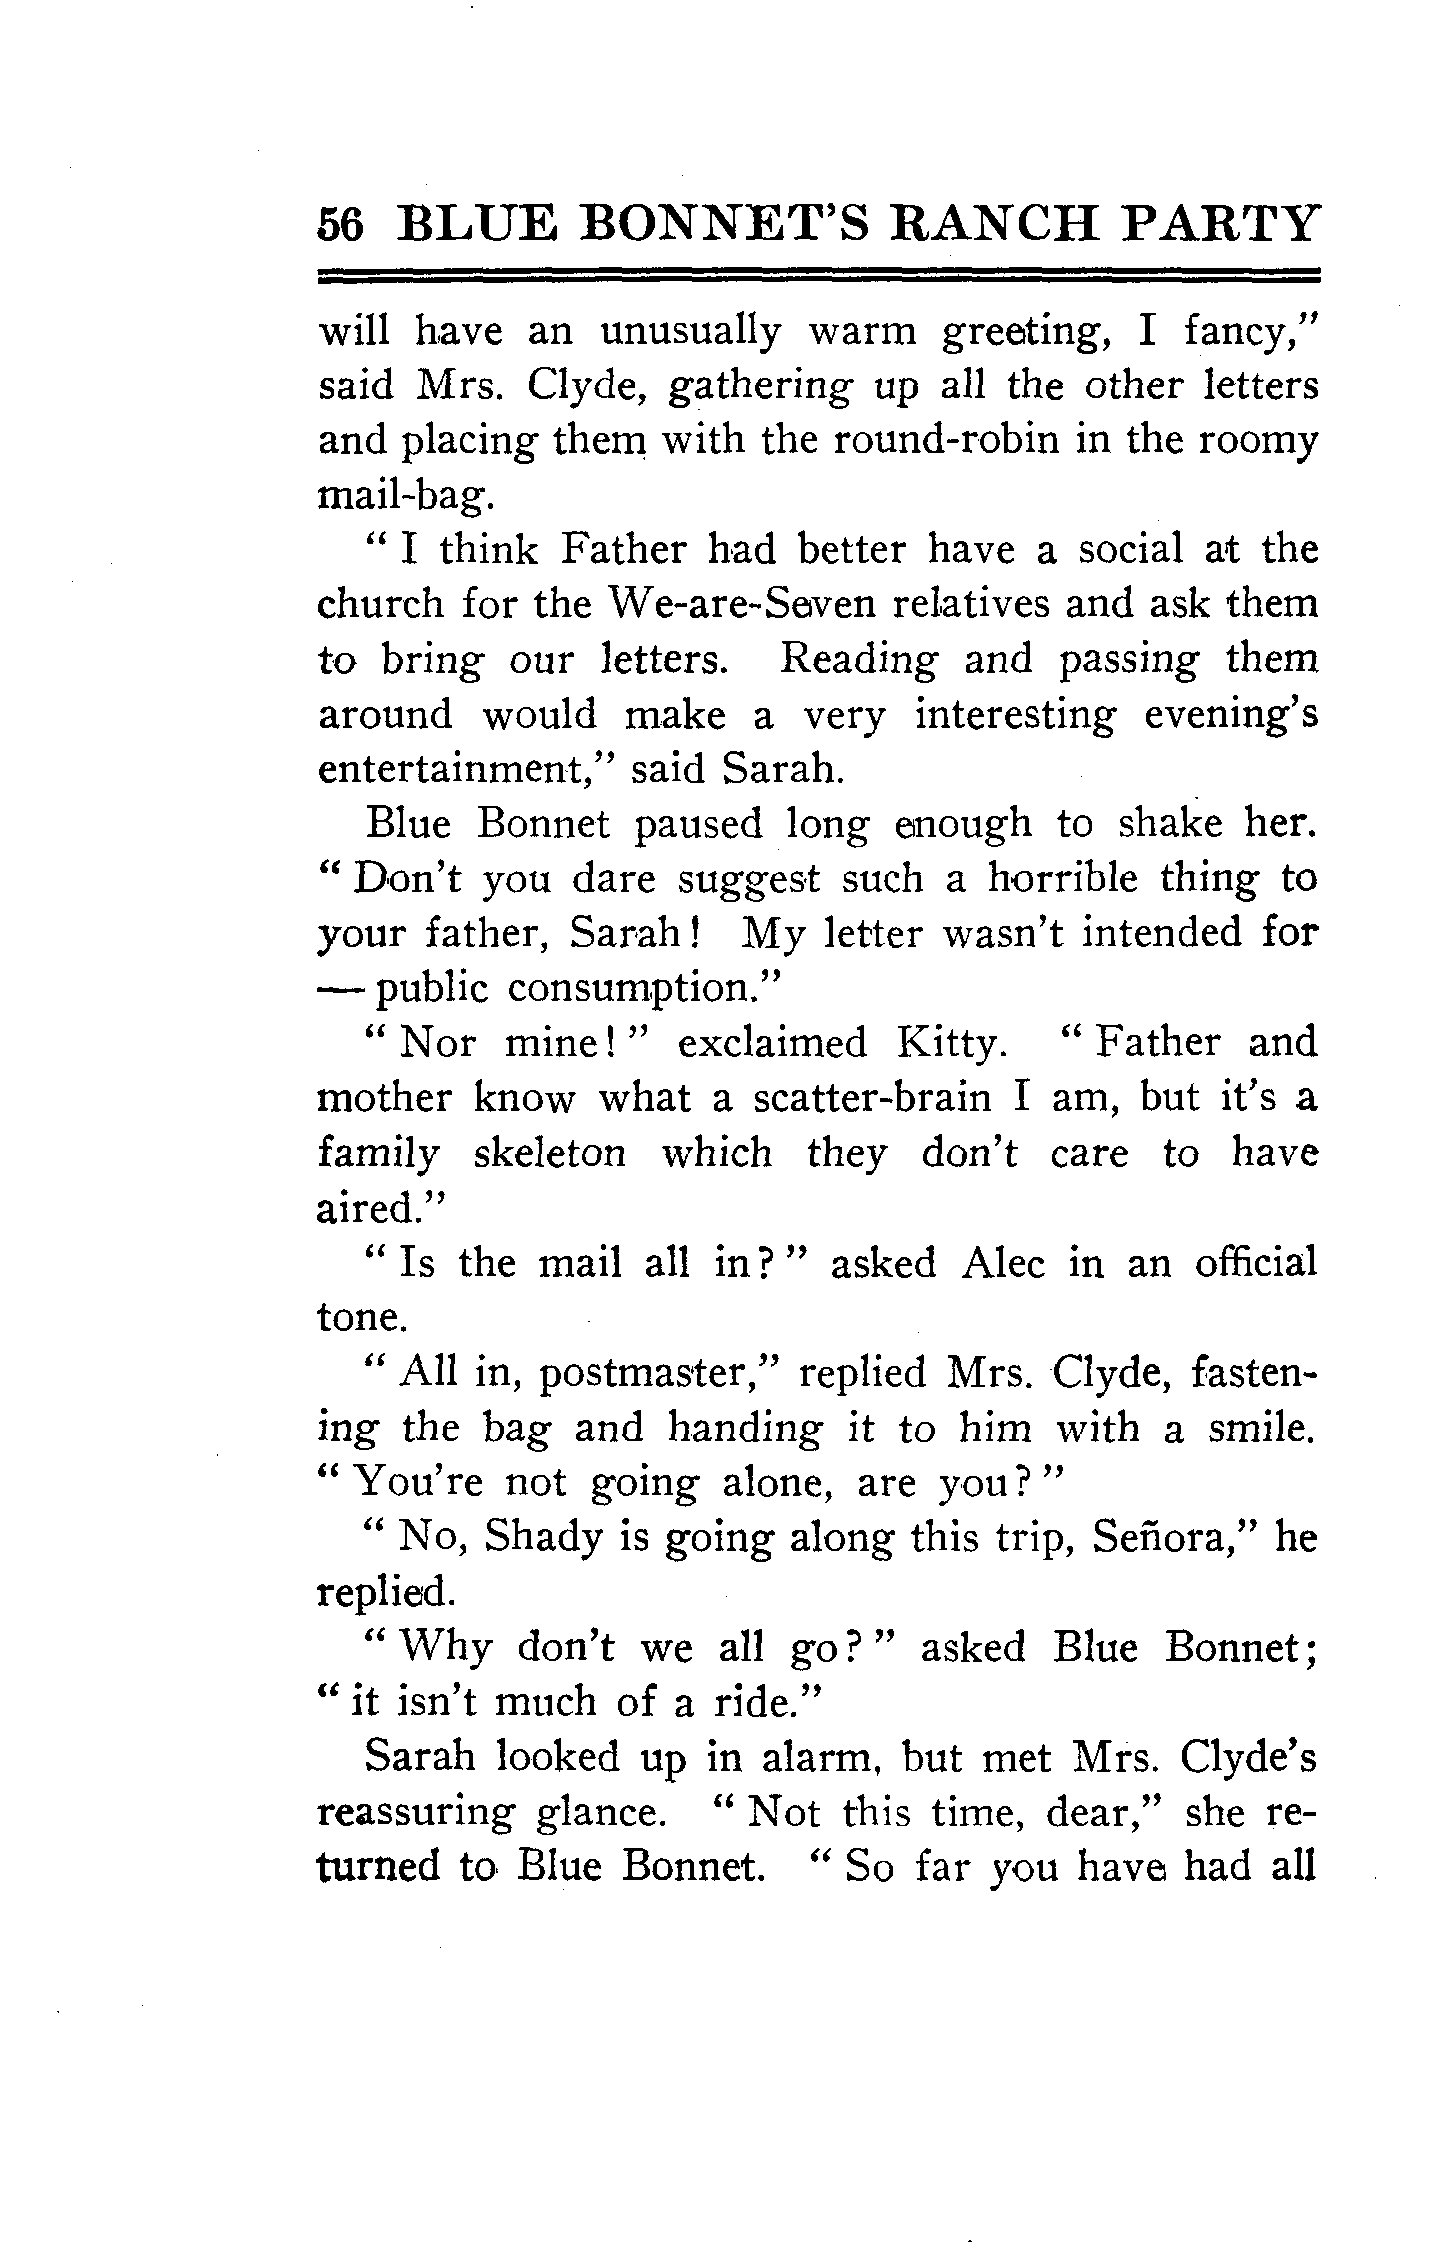 56 BLUE BONNET'S RANCH PARTY
will have an unusually warm greeting, I fancy,"
said Mrs. Clyde, gathering up all the other letters
and placing them with the round-robin in the roomy
mail-bag.
" I think Father had better have a social at the
church for the We-are-Seven relatives and ask them
to bring our letters. Reading and passing them
around would make a very interesting evening's
entertainment," said Sarah.
Blue Bonnet paused long enough to shake her.
" Don't you dare suggest such a horrible thing to
your father, Sarah! My letter wasn't intended for
— public consumption."
" Nor mine! " exclaimed Kitty. " Father and
mother know what a scatter-brain I am, but it's a
family skeleton which they don't care to have
aired."
" Is the mail all in? " asked Alec in an official
tone.
" All in, postmaster," replied Mrs. Clyde, fasten-
ing the bag and handing it to him with a smile.
" You're not going alone, are you? "
" No, Shady is going along this trip, Señora," he
replied.
" Why don't we all go? " asked Blue Bonnet;
" it isn't much of a ride."
Sarah looked up in alarm, but met Mrs. Clyde's
reassuring glance. " Not this time, dear," she re-
turned to Blue Bonnet. " So far you have had all